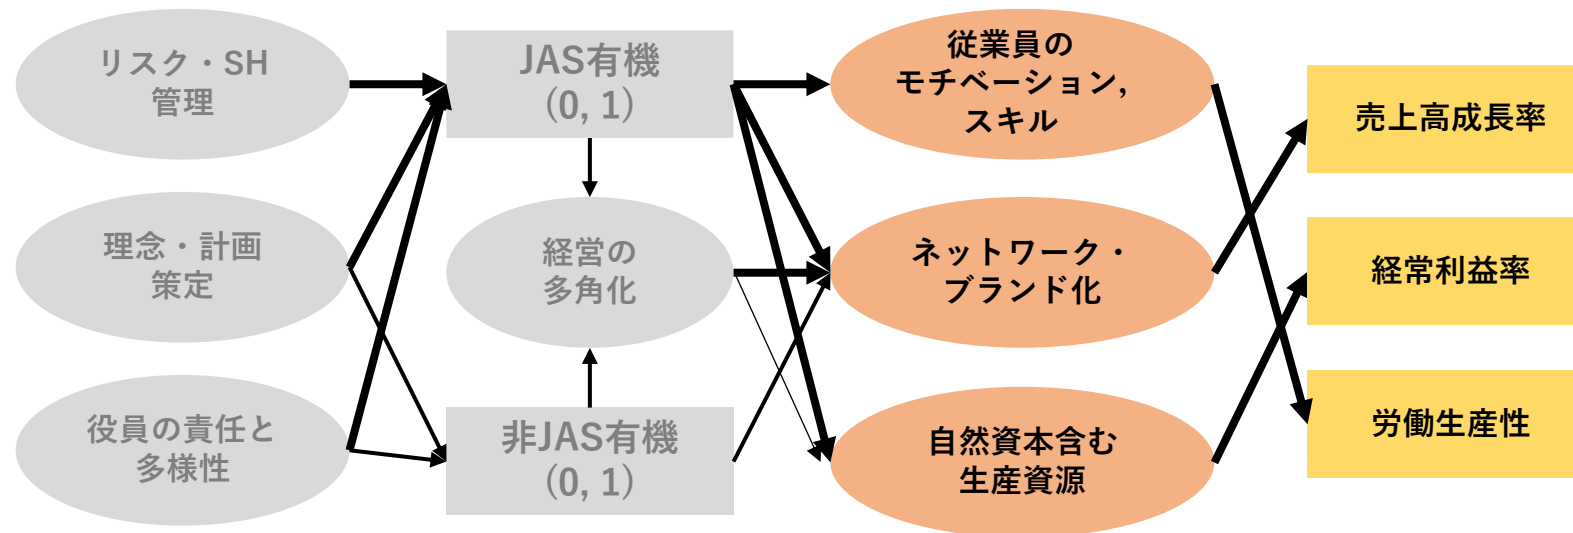 リスク・SH
管理
理念・計画
策定
役員の責任と
多様性
JAS有機
(0, 1)
経営の
多角化
非JAS有機
(0, 1)
従業員の
モチベーション,
スキル
ネットワーク・
ブランド化
自然資本含む
生産資源
売上高成長率
経常利益率
労働生産性